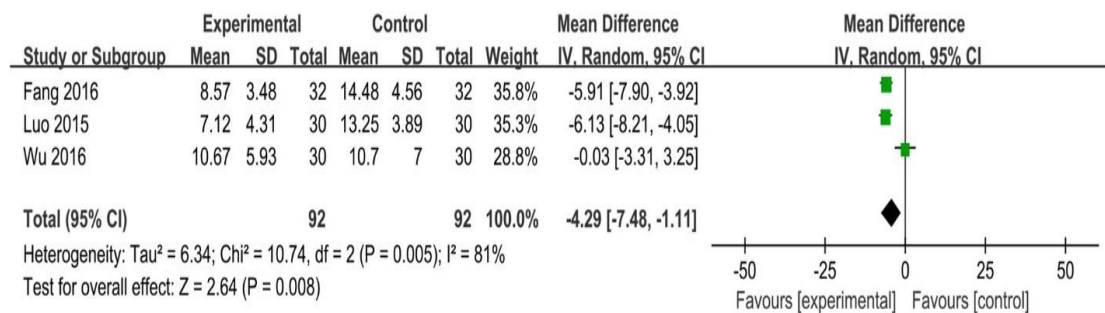 Experimental Control Mean Difference Mean Difference
Study or Subgroup Mean SD Total Mean SD Total Weight IV, Random, 95% CI IV, Random, 95% CI
Fang 2016 8.57 3.48 32 14.48 4.56 32 35.8% -5.91 [-7.90, -3.92]
Luo 2015 7.12 4.31 30 13.25 3.89 30 35.3% -6.13 [-8.21, -4.05]
Wu 2016 10.67 5.93 30 10.7 7 30 28.8% -0.03 [-3.31, 3.25]
Total (95% CI) 92 92 100.0% -4.29 [-7.48, -1.11]
Heterogeneity: Tau² = 6.34; Chi² = 10.74, df = 2 (P = 0.005); I² = 81%
Test for overall effect: Z = 2.64 (P = 0.008)
-50 -25 0 25 50
Favours [experimental] Favours [control]